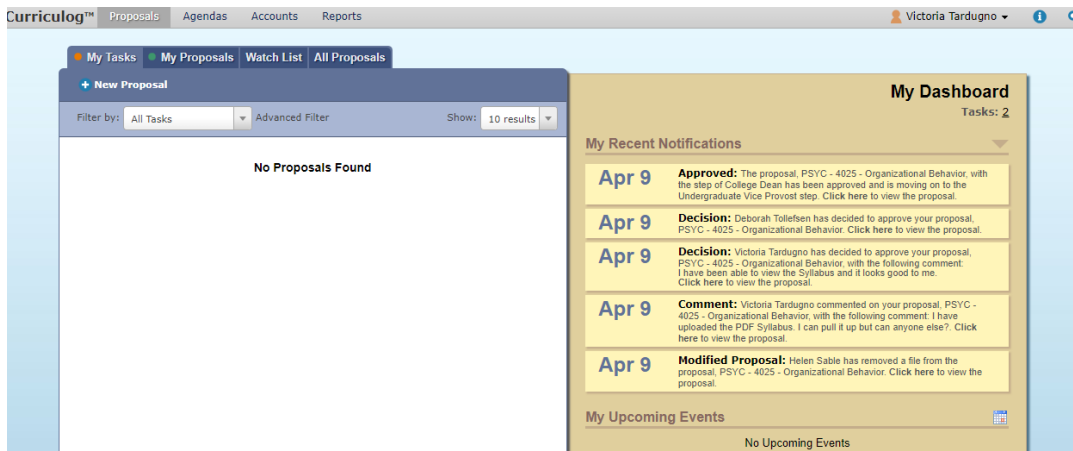 Curriculog™ Proposals Agendas Accounts Reports Victoria Tardugno
My Tasks My Proposals Watch List All Proposals
New Proposal
Filter by: All Tasks Advanced Filter Show: 10 results
No Proposals Found
My Dashboard
Tasks: 2
My Recent Notifications
Apr 9
Approved: The proposal, PSYC - 4025 - Organizational Behavior, with
the step of College Dean has been approved and is moving on to the
Undergraduate Vice Provost step. Click here to view the proposal.
Apr 9
Decision: Deborah Tollefsen has decided to approve your proposal,
PSYC - 4025 - Organizational Behavior. Click here to view the proposal.
Apr 9
Decision: Victoria Tardugno has decided to approve your proposal,
PSYC - 4025 - Organizational Behavior, with the following comment:
I have been able to view the Syllabus and it looks good to me.
Click here to view the proposal.
Apr 9
Comment: Victoria Tardugno commented on your proposal, PSYC -
4025 - Organizational Behavior, with the following comment: I have
uploaded the PDF Syllabus. I can pull it up but can anyone else?. Click
here to view the proposal.
Apr 9
Modified Proposal: Helen Sable has removed a file from the
proposal, PSYC - 4025 - Organizational Behavior. Click here to view the
proposal.
My Upcoming Events
No Upcoming Events